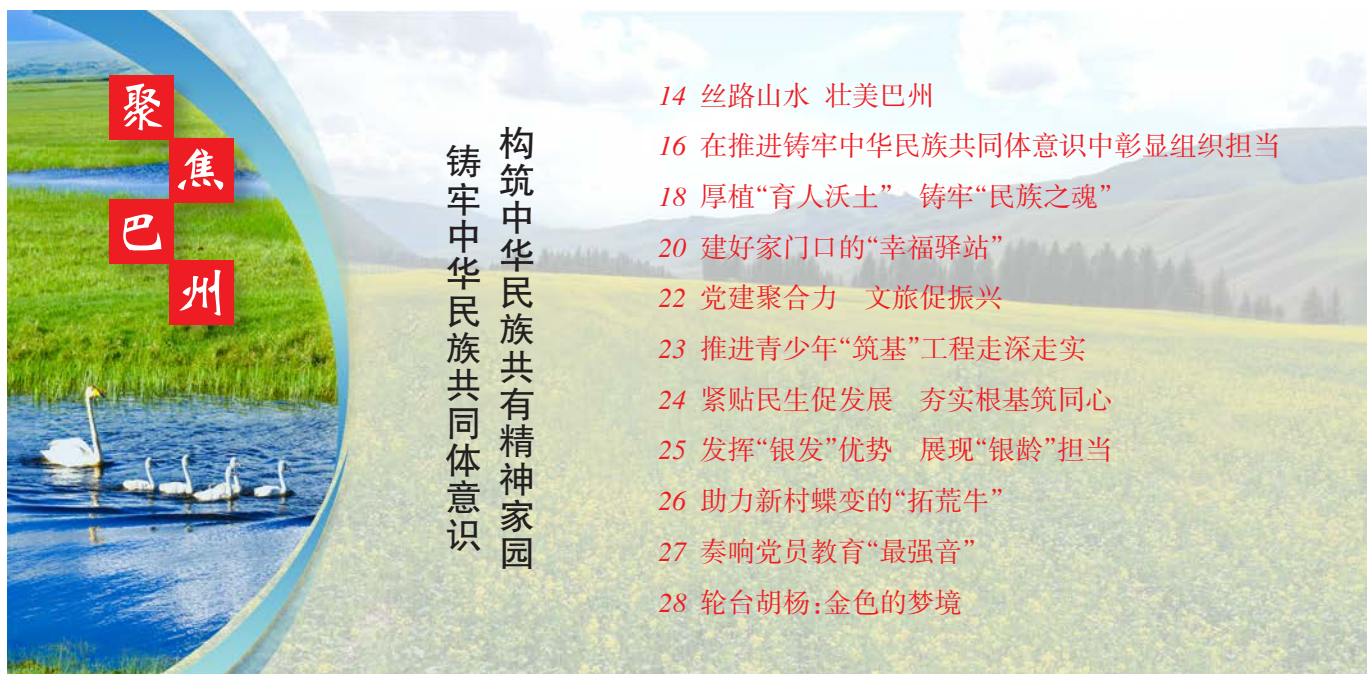 聚焦巴州
构筑中华民族共有精神家园
铸牢中华民族共同体意识
14 丝路山水 壮美巴州
16 在推进铸牢中华民族共同体意识中彰显组织担当
18 厚植“育人沃土” 铸牢“民族之魂”
20 建好家门口的“幸福驿站”
22 党建聚合力 文旅促振兴
23 推进青少年“筑基”工程走深走实
24 紧贴民生促发展 夯实根基筑同心
25 发挥“银发”优势 展现“银龄”担当
26 助力新村蝶变的“拓荒牛”
27 奏响党员教育“最强音”
28 轮台胡杨:金色的梦境